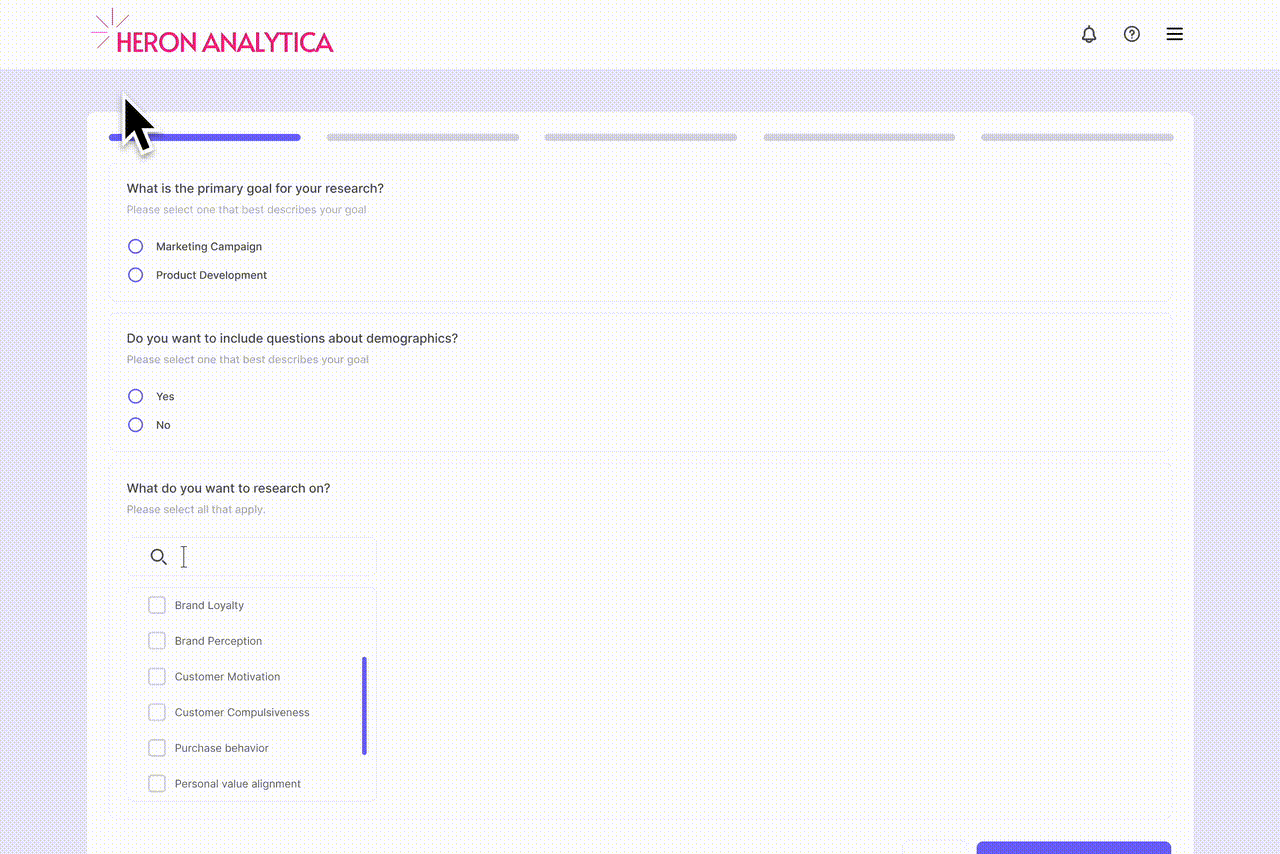 HERON ANALYTICA
What is the primary goal for your research?
Please select one that best describes your goal
Marketing Campaign
Product Development
Do you want to include questions about demographics?
Please select one that best describes your goal
Yes
No
What do you want to research on?
Please select all that apply.
Brand Loyalty
Brand Perception
Customer Motivation
Customer Compulsiveness
Purchase behavior
Personal value alignment